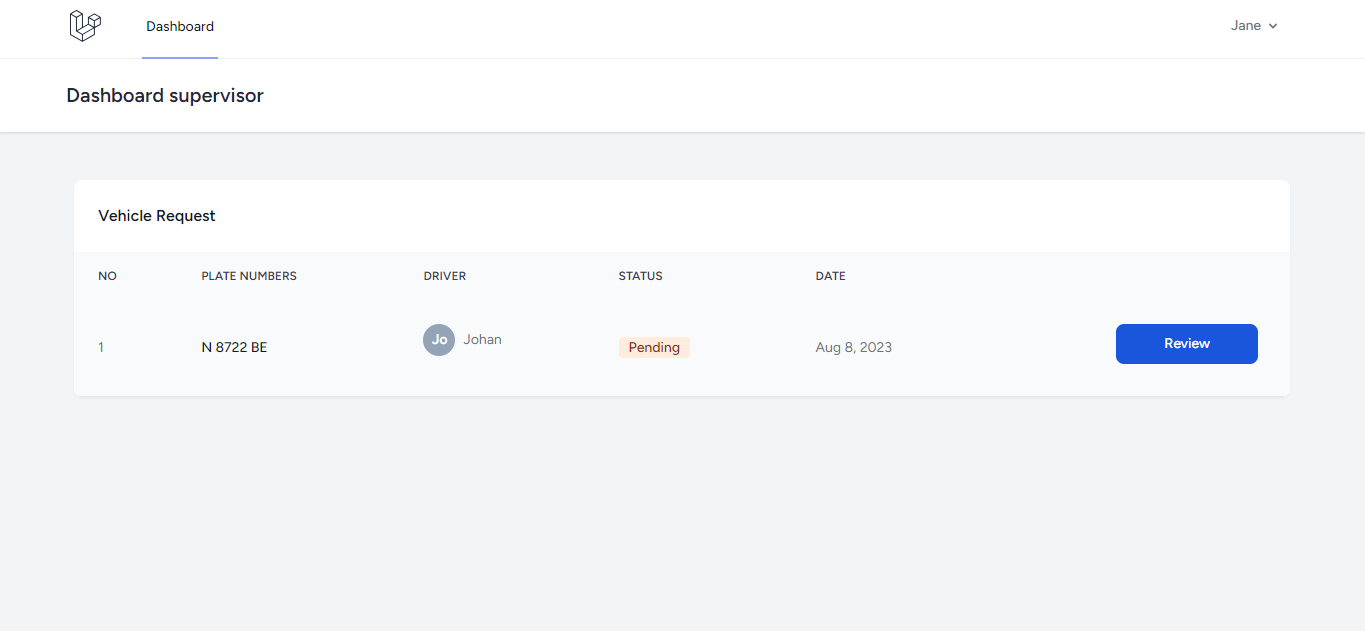 Dashboard
Jane
Dashboard supervisor
Vehicle Request
NO PLATE NUMBERS DRIVER STATUS DATE
1 N 8722 BE Jo Johan Pending Aug 8, 2023 Review